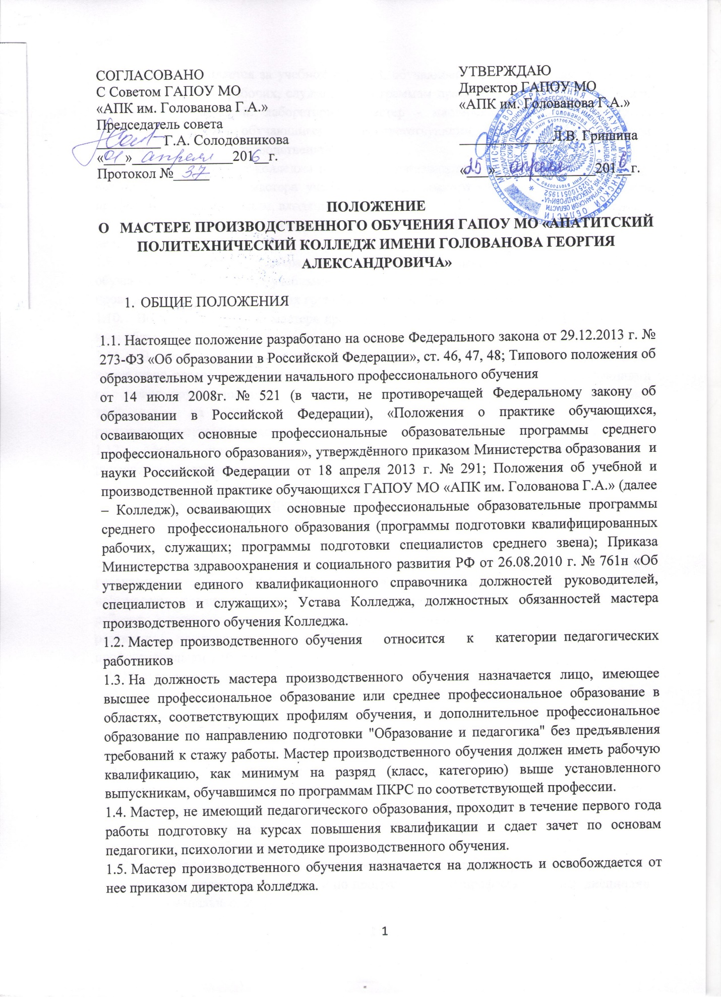 СОГЛАСОВАНО
С Советом ГАПОУ МО
«АПК им. Голованова Г.А.»
Председатель совета
_________ Г.А. Солодовникова
«___» апреля 2016 г.
Протокол № 37
УТВЕРЖДАЮ
Директор ГАПОУ МО
«АПК им. Голованова Г.А.»
_____________Л.В. Гришина
«25» апреля 2016 г.
ПОЛОЖЕНИЕ
О МАСТЕРЕ ПРОИЗВОДСТВЕННОГО ОБУЧЕНИЯ ГАПОУ МО «АПАТИТСКИЙ
ПОЛИТЕХНИЧЕСКИЙ КОЛЛЕДЖ ИМЕНИ ГОЛОВАНОВА ГЕОРГИЯ
АЛЕКСАНДРОВИЧА»
1. ОБЩИЕ ПОЛОЖЕНИЯ
1.1. Настоящее положение разработано на основе Федерального закона от 29.12.2013 г. №
273-ФЗ «Об образовании в Российской Федерации», ст. 46, 47, 48; Типового положения об
образовательном учреждении начального профессионального обучения
от 14 июля 2008г. № 521 (в части, не противоречащей Федеральному закону об
образовании в Российской Федерации), «Положения о практике обучающихся,
осваивающих основные профессиональные образовательные программы среднего
профессионального образования», утверждённого приказом Министерства образования и
науки Российской Федерации от 18 апреля 2013 г. № 291; Положения об учебной и
производственной практике обучающихся ГАПОУ МО «АПК им. Голованова Г.А.» (далее
– Колледж), осваивающих основные профессиональные образовательные программы
среднего профессионального образования (программы подготовки квалифицированных
рабочих, служащих; программы подготовки специалистов среднего звена); Приказа
Министерства здравоохранения и социального развития РФ от 26.08.2010 г. № 761н «Об
утверждении единого квалификационного справочника должностей руководителей,
специалистов и служащих»; Устава Колледжа, должностных обязанностей мастера
производственного обучения Колледжа.
1.2. Мастер производственного обучения относится к категории педагогических
работников
1.3. На должность мастера производственного обучения назначается лицо, имеющее
высшее профессиональное образование или среднее профессиональное образование в
областях, соответствующих профилям обучения, и дополнительное профессиональное
образование по направлению подготовки "Образование и педагогика" без предъявления
требований к стажу работы. Мастер производственного обучения должен иметь рабочую
квалификацию, как минимум на разряд (класс, категорию) выше установленного
выпускникам, обучавшимся по программам ПКРС по соответствующей профессии.
1.4. Мастер, не имеющий педагогического образования, проходит в течение первого года
работы подготовку на курсах повышения квалификации и сдает зачет по основам
педагогики, психологии и методике производственного обучения.
1.5. Мастер производственного обучения назначается на должность и освобождается от
нее приказом директора колледжа.
1